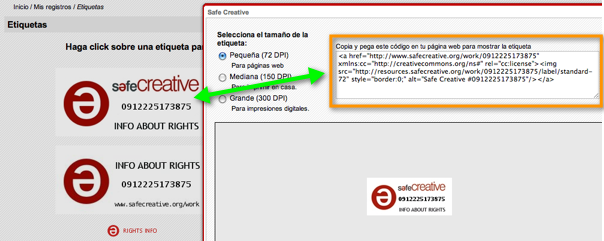 Inicio / Mis registros / Etiquetas
Etiquetas
Haga click sobre una etiqueta pa
safeCreative
0912225173875
INFO ABOUT RIGHTS
INFO ABOUT RIGHTS
0912225173875
www.safecreative.org/work
RIGHTS INFO
Safe Creative
Selecciona el tamaño de la
etiqueta:
Pequeña (72 DPI)
Para páginas web
Mediana (150 DPI)
Para imprimir en casa.
Grande (300 DPI)
Para impresiones digitales.
Copia y pega este código en tu página web para mostrar la etiqueta
<a href="http://www.safecreative.org/work/0912225173875"
xmlns:cc="http://creativecommons.org/ns#" rel="cc:license"><img
src="http://resources.safecreative.org/work/0912225173875/label/standard-
72" style="border:0;" alt="Safe Creative #0912225173875"/></a>
safeCreative
0912225173875
INFO ABOUT RIGHTS